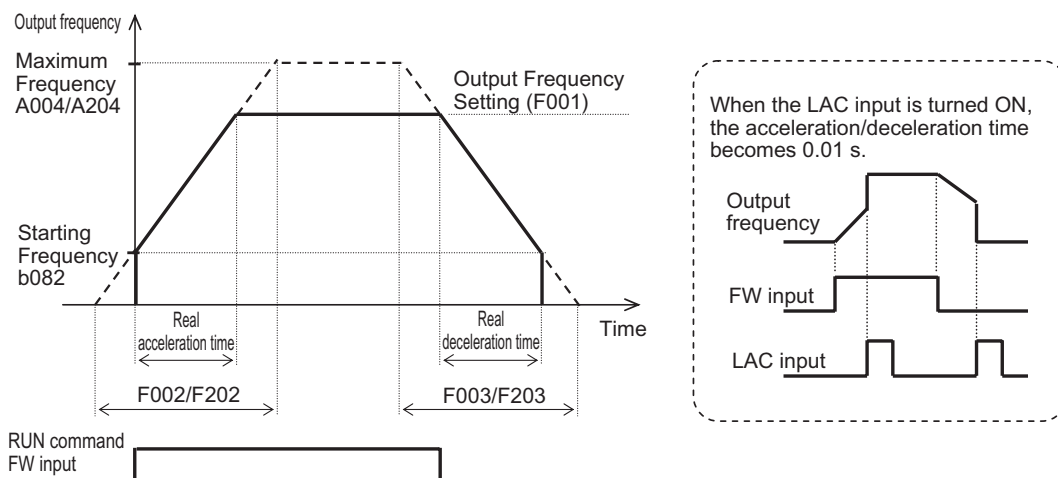 Output frequency
Maximum
Frequency
A004/A204
Output Frequency
Setting (F001)
Starting
Frequency
b082
Real
acceleration time
Real
deceleration time
Time
F002/F202
F003/F203
RUN command
FW input
When the LAC input is turned ON,
the acceleration/deceleration time
becomes 0.01 s.
Output
frequency
FW input
LAC input